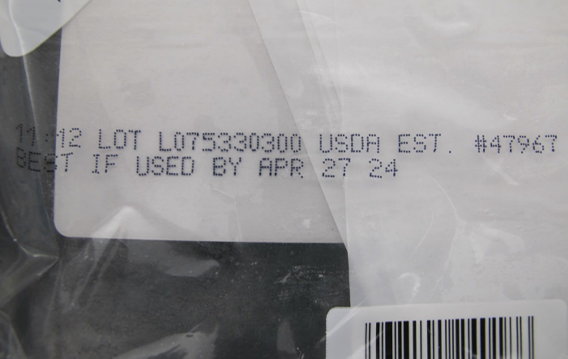 11:12 LOT L075330300 USDA EST. #47967
BEST IF USED BY APR 27 24